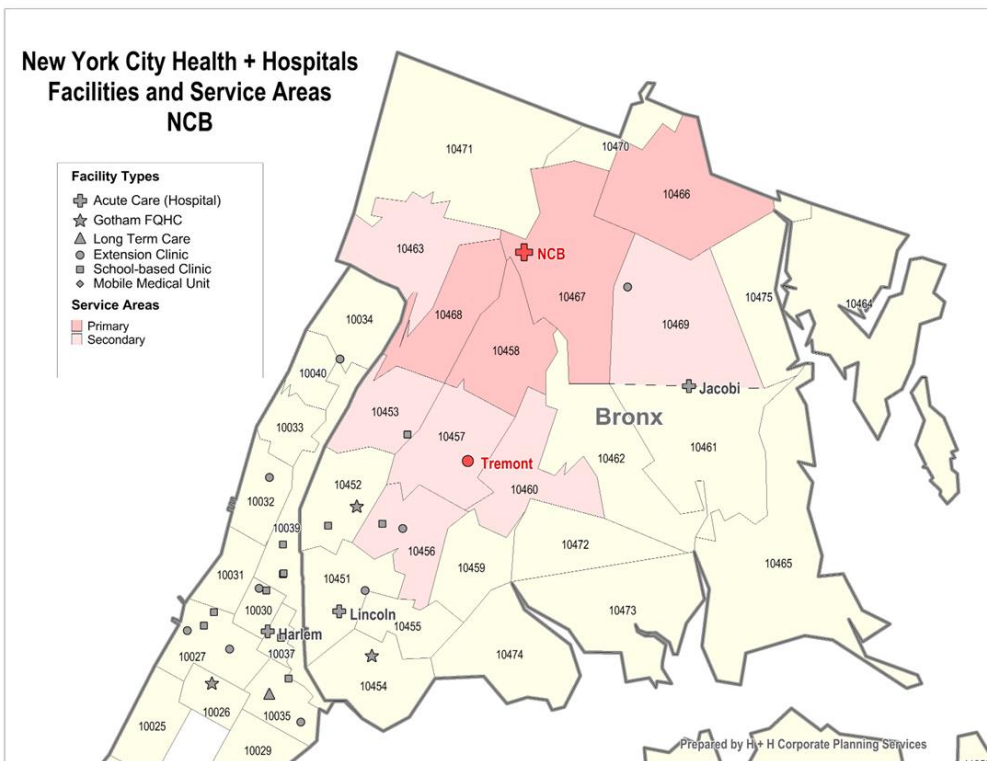 New York City Health + Hospitals
Facilities and Service Areas
NCB
Facility Types
Acute Care (Hospital)
Gotham FQHC
Long Term Care
Extension Clinic
School-based Clinic
Mobile Medical Unit
Service Areas
Primary
Secondary
10471
10470
10466
10463
NCB
10467
10475
10464
10468
10469
10034
10458
10040
Jacobi
10453
Bronx
10033
10457
10461
10462
Tremont
10452
10460
10032
10039
10456
10472
10459
10465
10031
10451
10030
Lincoln
10473
10455
Harlem
10037
10027
10474
10454
10026
10035
10025
10029
Prepared by H + H Corporate Planning Services